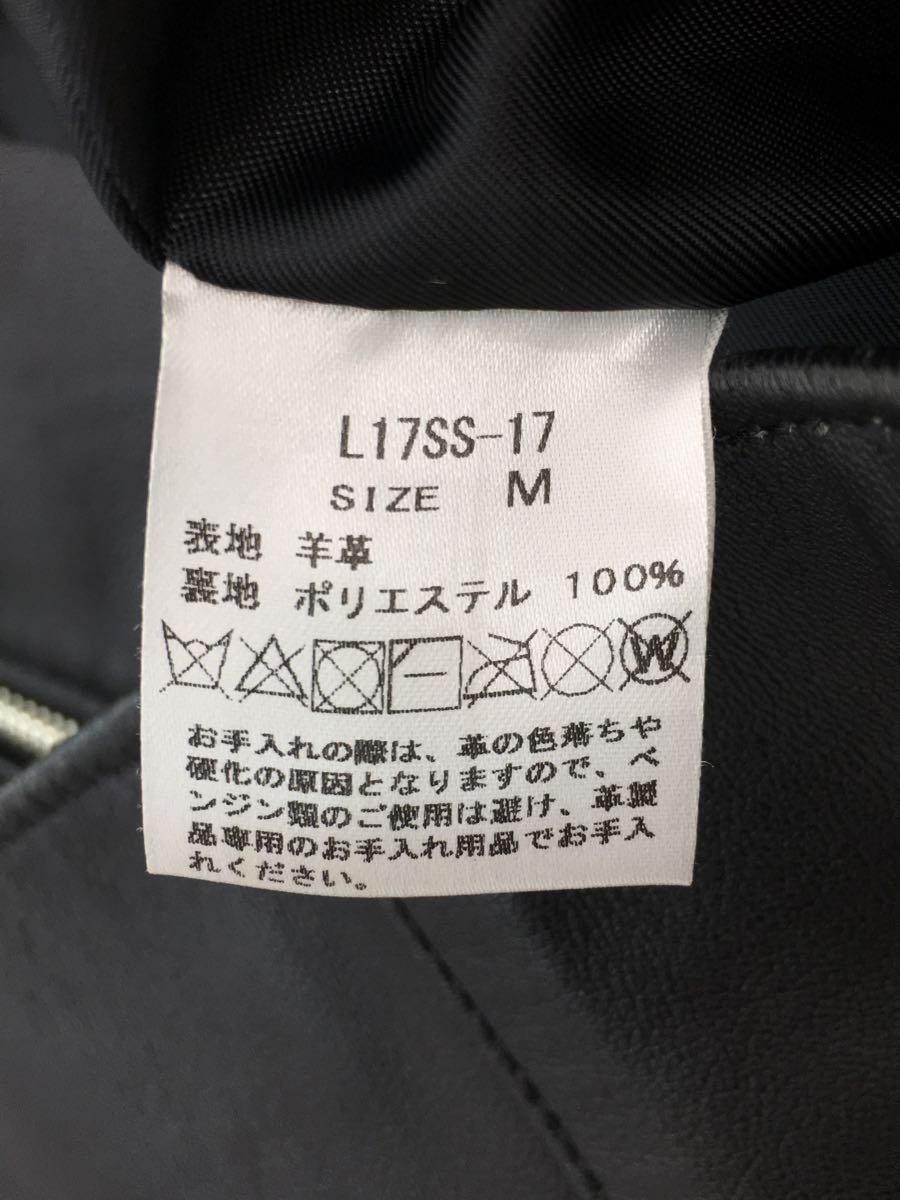 L17SS-17
SIZE M
表地 羊革
裏地 ポリエステル 100%
W
お手入れの際は、革の色落ちや
硬化の原因となりますので、ベ
ンジン類のご使用は避け、革製
品専用のお手入れ用品でお手入
れください。